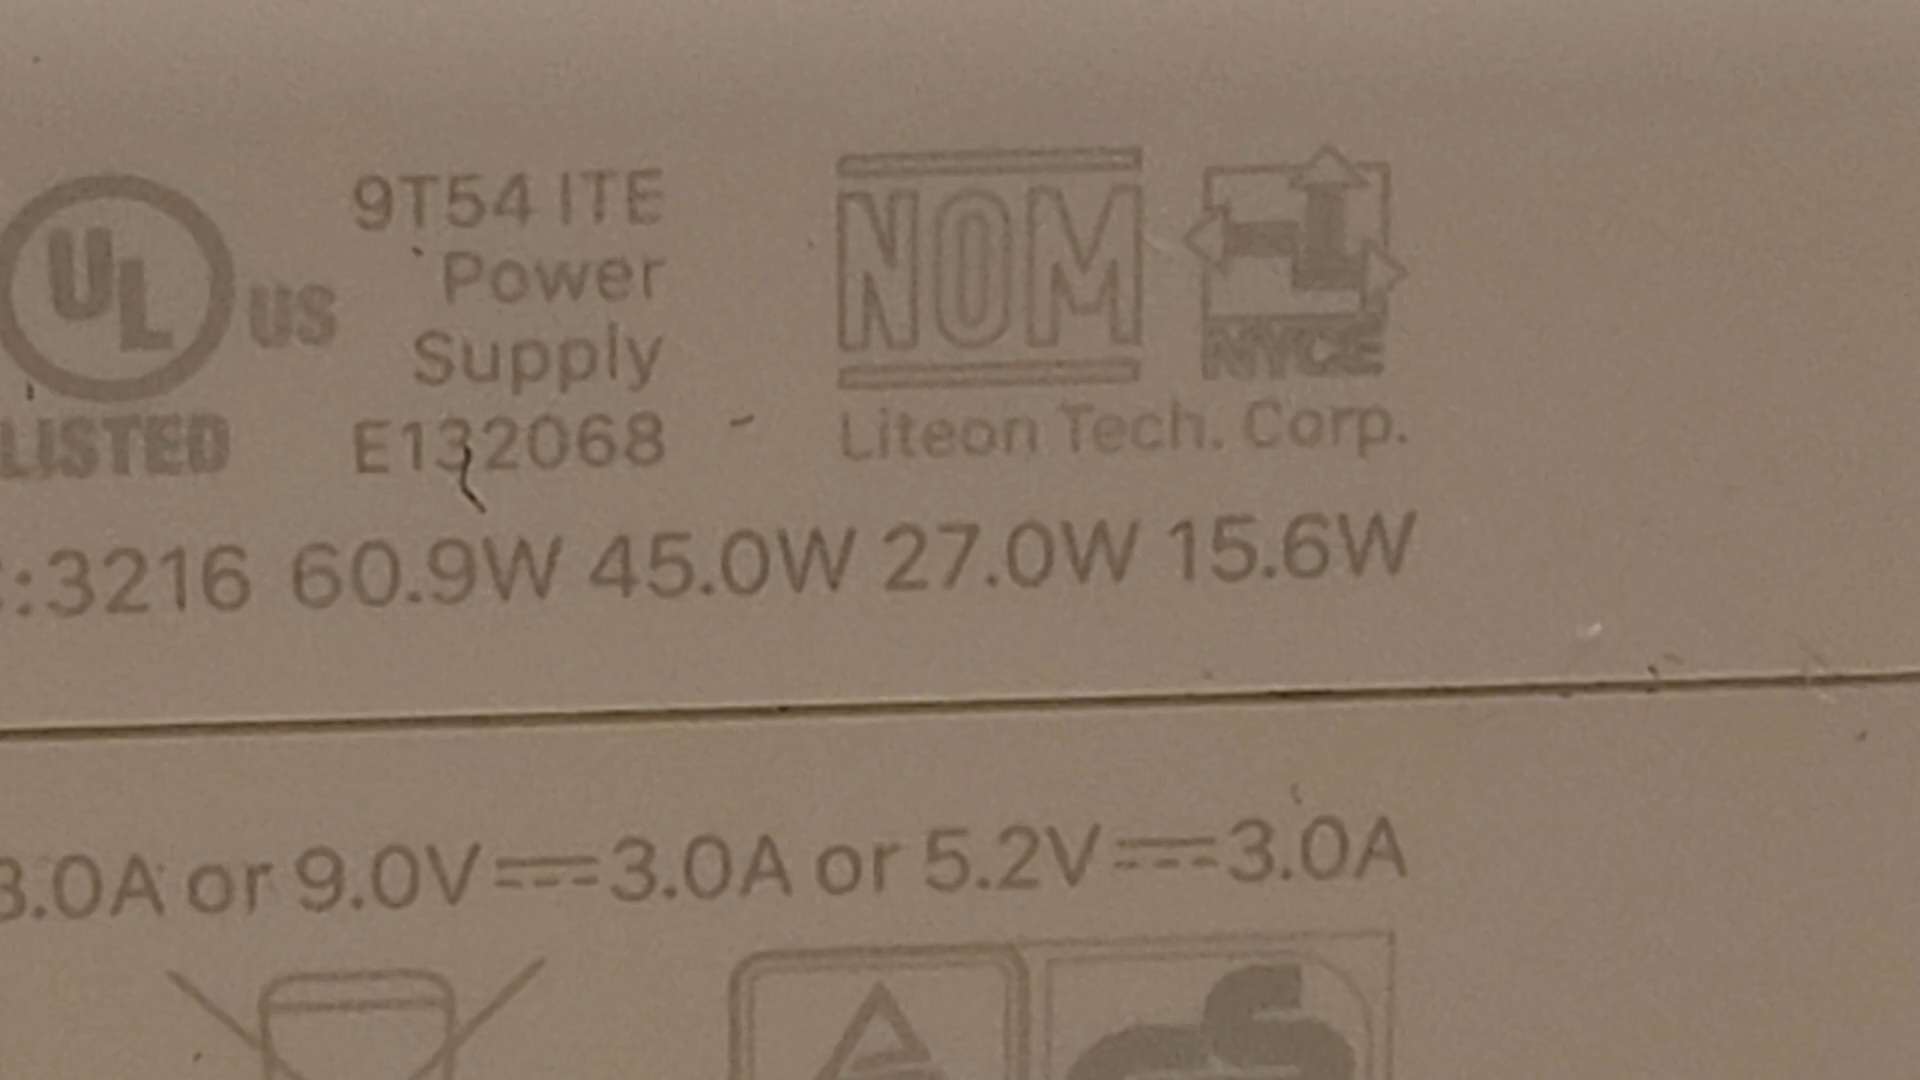 UL US LISTED
9T54 ITE
Power
Supply
E132068
NOM
NYCE
Liteon Tech. Corp.
:3216 60.9W 45.0W 27.0W 15.6W
3.0A or 9.0V⎓3.0A or 5.2V⎓3.0A